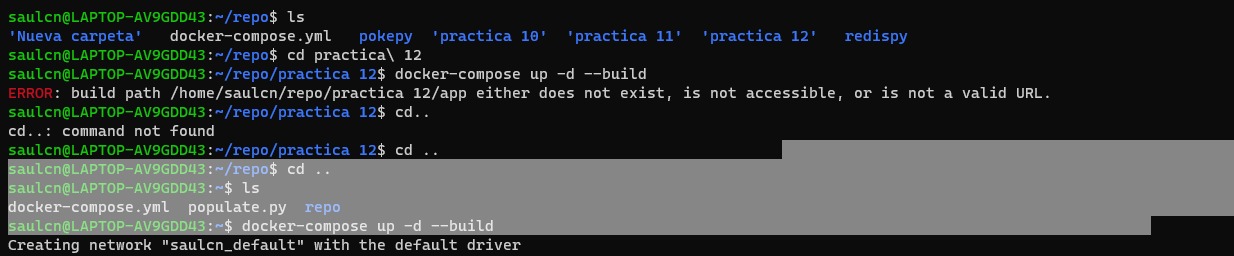 saulcn@LAPTOP-AV9GDD43:~/repo$ ls
'Nueva carpeta'   docker-compose.yml   pokepy  'practica 10'  'practica 11'  'practica 12'   redispy
saulcn@LAPTOP-AV9GDD43:~/repo$ cd practica\ 12
saulcn@LAPTOP-AV9GDD43:~/repo/practica 12$ docker-compose up -d --build
ERROR: build path /home/saulcn/repo/practica 12/app either does not exist, is not accessible, or is not a valid URL.
saulcn@LAPTOP-AV9GDD43:~/repo/practica 12$ cd..
cd..: command not found
saulcn@LAPTOP-AV9GDD43:~/repo/practica 12$ cd ..
saulcn@LAPTOP-AV9GDD43:~/repo$ cd ..
saulcn@LAPTOP-AV9GDD43:~$ ls
docker-compose.yml  populate.py  repo
saulcn@LAPTOP-AV9GDD43:~$ docker-compose up -d --build
Creating network "saulcn_default" with the default driver